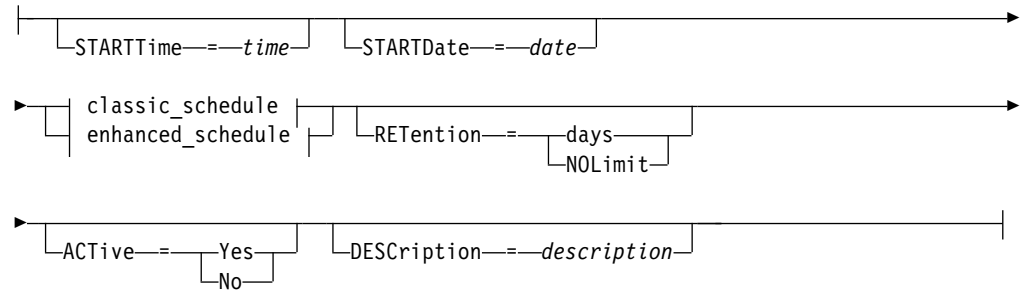 STARTTime = time STARTDate = date
classic_schedule
enhanced_schedule RETention = days
NOLimit
ACTive = Yes DESCription = description
No